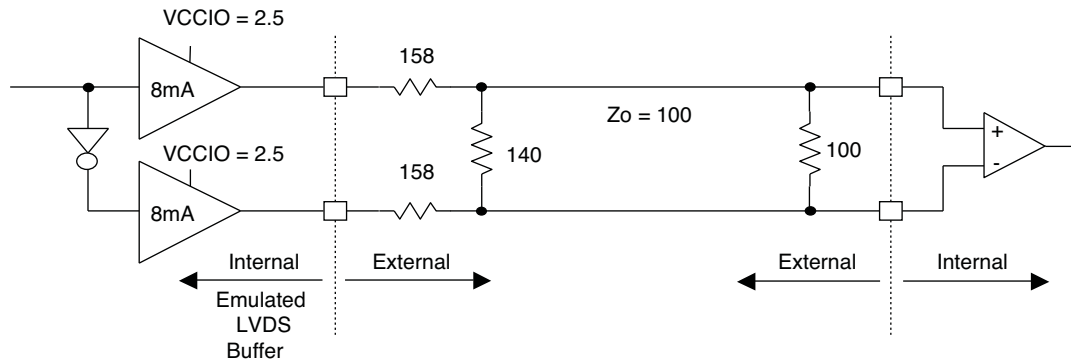 VCCIO = 2.5
158
8mA
Zo = 100
+
-
VCCIO = 2.5
140
100
158
8mA
Internal
External
External
Internal
Emulated
LVDS
Buffer